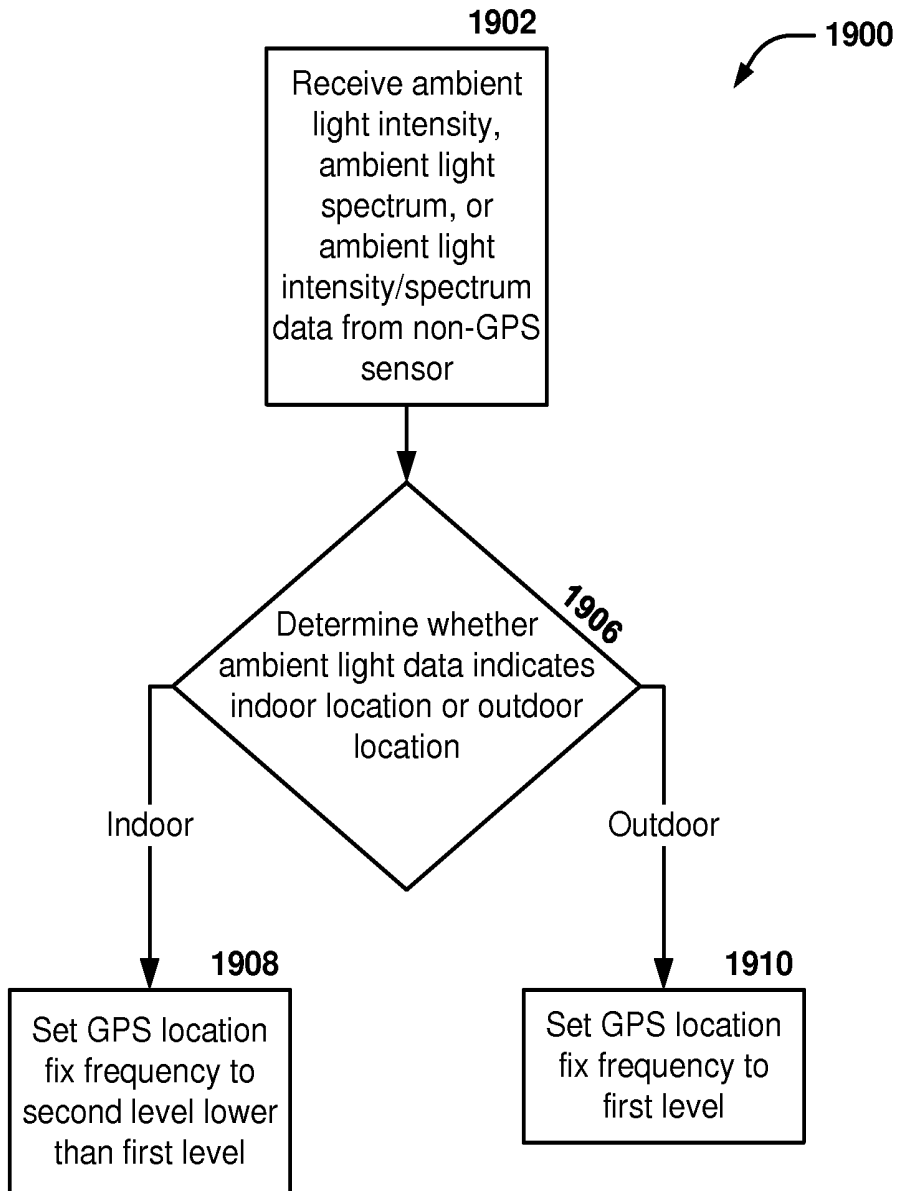 1902
1900
Receive ambient
light intensity,
ambient light
spectrum, or
ambient light
intensity/spectrum
data from non-GPS
sensor
1906
Determine whether
ambient light data indicates
indoor location or outdoor
location
Indoor
Outdoor
1908
Set GPS location
fix frequency to
second level lower
than first level
1910
Set GPS location
fix frequency to
first level